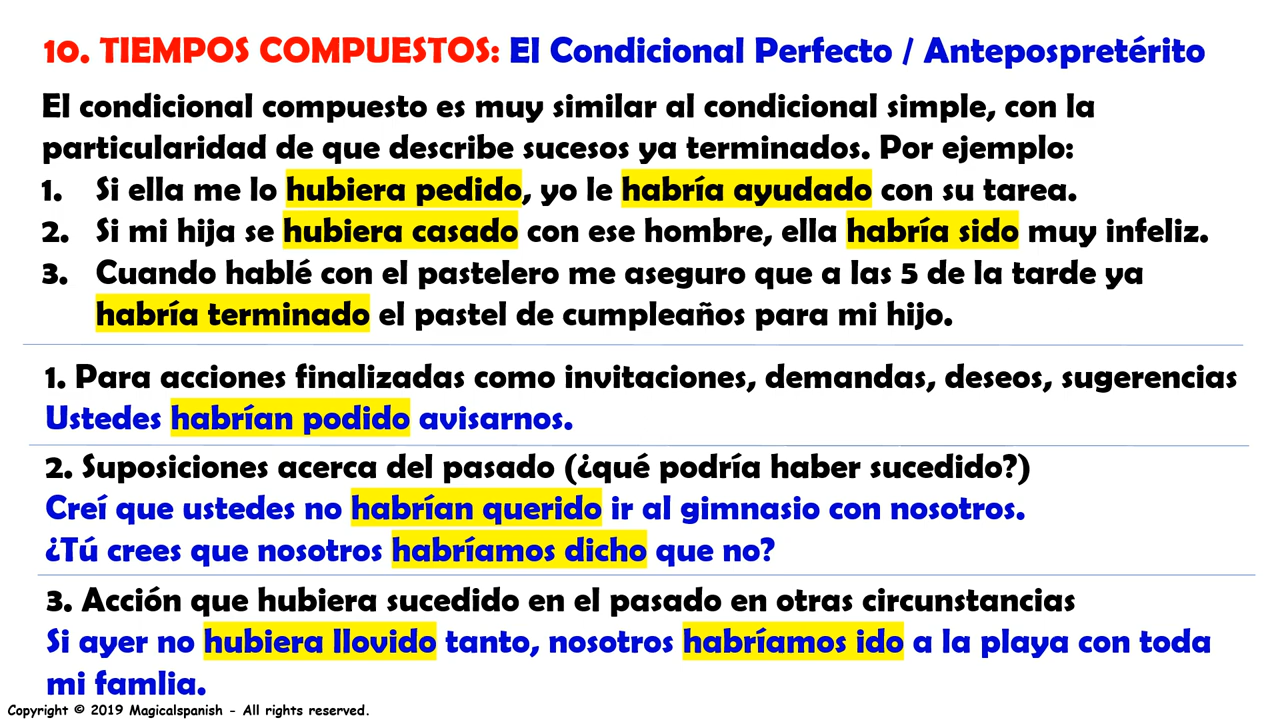 10. TIEMPOS COMPUESTOS: El Condicional Perfecto / Antepospretérito
El condicional compuesto es muy similar al condicional simple, con la
particularidad de que describe sucesos ya terminados. Por ejemplo:
1. Si ella me lo hubiera pedido, yo le habría ayudado con su tarea.
2. Si mi hija se hubiera casado con ese hombre, ella habría sido muy infeliz.
3. Cuando hablé con el pastelero me aseguro que a las 5 de la tarde ya
habría terminado el pastel de cumpleaños para mi hijo.
1. Para acciones finalizadas como invitaciones, demandas, deseos, sugerencias
Ustedes habrían podido avisarnos.
2. Suposiciones acerca del pasado (¿qué podría haber sucedido?)
Creí que ustedes no habrían querido ir al gimnasio con nosotros.
¿Tú crees que nosotros habríamos dicho que no?
3. Acción que hubiera sucedido en el pasado en otras circunstancias
Si ayer no hubiera llovido tanto, nosotros habríamos ido a la playa con toda
mi famlia.
Copyright © 2019 Magicalspanish - All rights reserved.